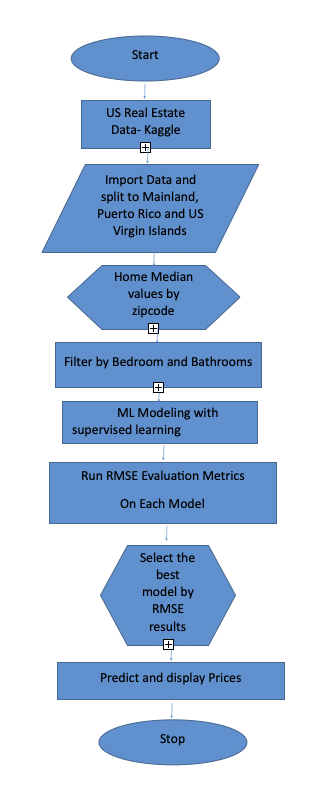 Start
US Real Estate
Data- Kaggle
Import Data and
split to Mainland,
Puerto Rico and US
Virgin Islands
Home Median
values by
zipcode
Filter by Bedroom and Bathrooms
ML Modeling with
supervised learning
Run RMSE Evaluation Metrics
On Each Model
Select the
best
model by
RMSE
results
Predict and display Prices
Stop